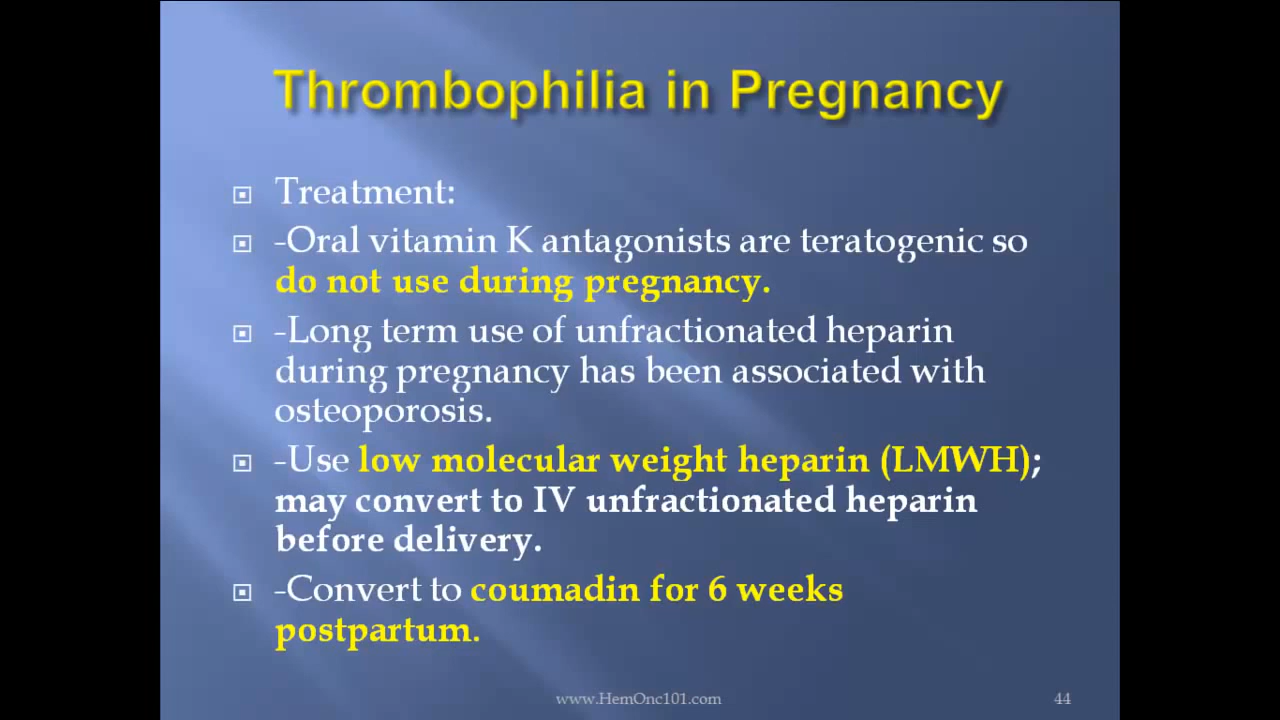 Thrombophilia in Pregnancy
Treatment:
-Oral vitamin K antagonists are teratogenic so
do not use during pregnancy.
-Long term use of unfractionated heparin
during pregnancy has been associated with
osteoporosis.
-Use low molecular weight heparin (LMWH);
may convert to IV unfractionated heparin
before delivery.
-Convert to coumadin for 6 weeks
postpartum.
www.HemOnc101.com
44